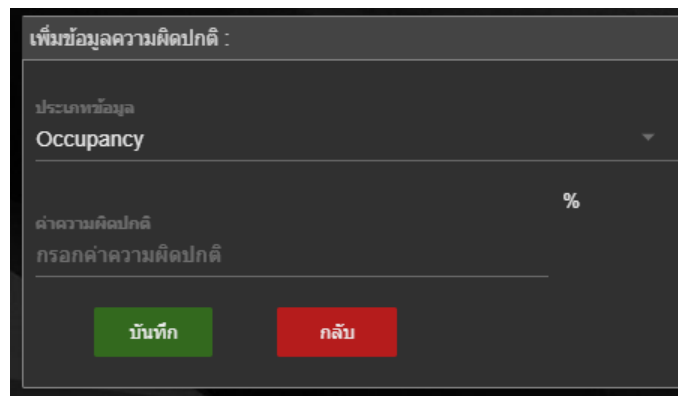 เพิ่มข้อมูลความผิดปกติ :
ประเภทข้อมูล
Occupancy
%
ค่าความผิดปกติ
กรอกค่าความผิดปกติ
บันทึก
กลับ